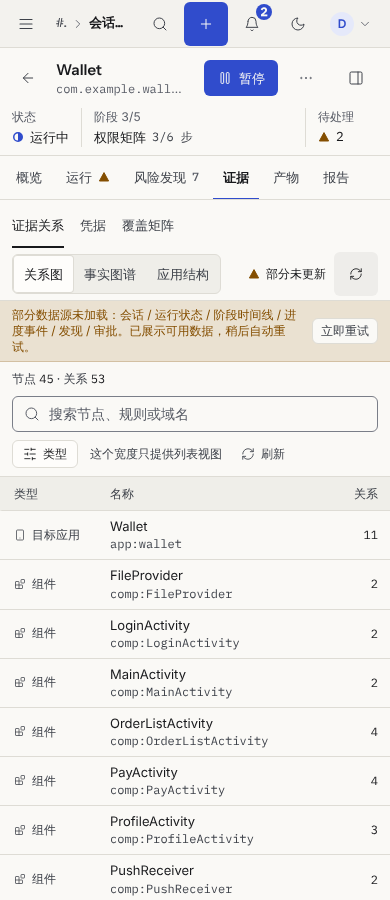 #. 会话… 2 D
Wallet
com.example.wall… 暂停
状态 阶段 3/5 待处理
运行中 权限矩阵 3/6 步 2
概览 运行 风险发现 7 证据 产物 报告
证据关系 凭据 覆盖矩阵
关系图 事实图谱 应用结构 部分未更新
部分数据源未加载：会话 / 运行状态 / 阶段时间线 / 进
度事件 / 发现 / 审批。已展示可用数据，稍后自动重
试。
立即重试
节点 45 · 关系 53
搜索节点、规则或域名
类型 这个宽度只提供列表视图 刷新
类型 名称 关系
目标应用 Wallet 11
app:wallet
组件 FileProvider 2
comp:FileProvider
组件 LoginActivity 2
comp:LoginActivity
组件 MainActivity 2
comp:MainActivity
组件 OrderListActivity 4
comp:OrderListActivity
组件 PayActivity 4
comp:PayActivity
组件 ProfileActivity 3
comp:ProfileActivity
组件 PushReceiver 2
comp:PushReceiver